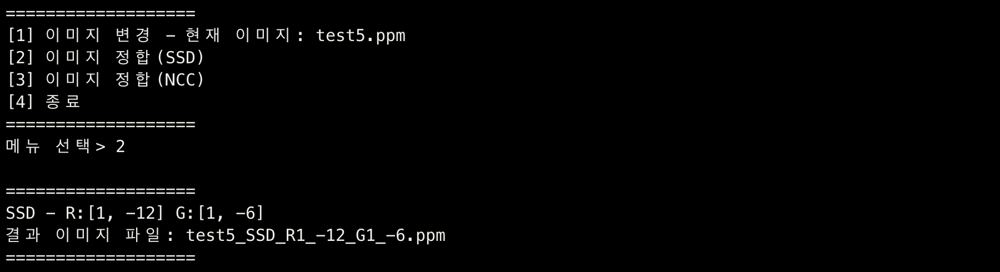 ===================
[1] 이미지 변경 - 현재 이미지: test5.ppm
[2] 이미지 정합(SSD)
[3] 이미지 정합(NCC)
[4] 종료
===================
메뉴 선택> 2
===================
SSD - R:[1, -12] G:[1, -6]
결과 이미지 파일: test5_SSD_R1_-12_G1_-6.ppm
===================